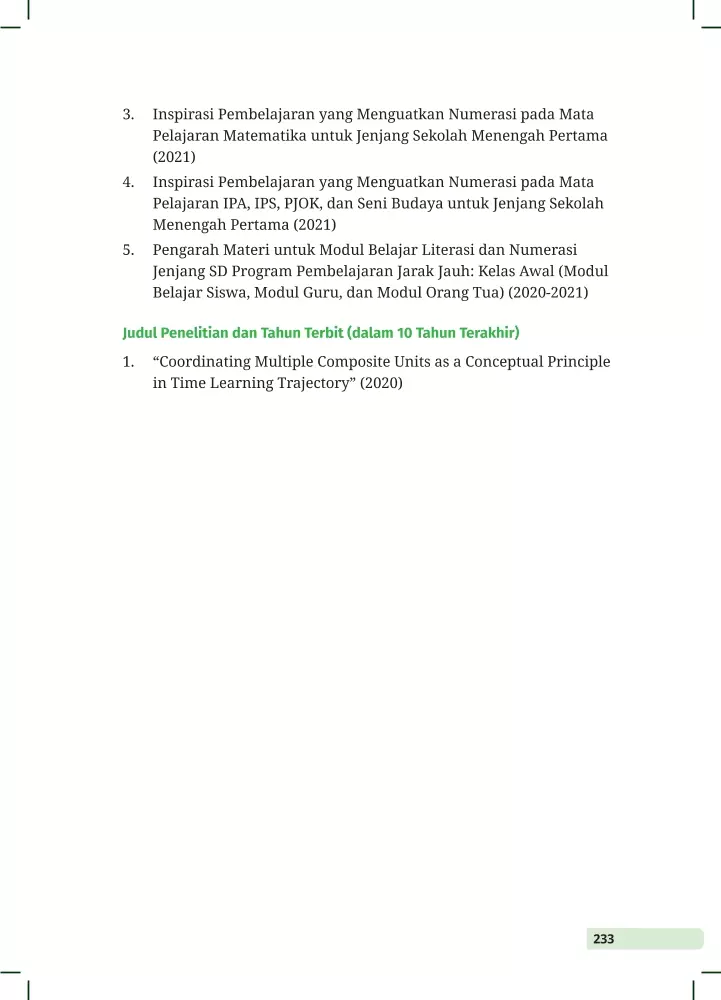 3. Inspirasi Pembelajaran yang Menguatkan Numerasi pada Mata
Pelajaran Matematika untuk Jenjang Sekolah Menengah Pertama
(2021)
4. Inspirasi Pembelajaran yang Menguatkan Numerasi pada Mata
Pelajaran IPA, IPS, PJOK, dan Seni Budaya untuk Jenjang Sekolah
Menengah Pertama (2021)
5. Pengarah Materi untuk Modul Belajar Literasi dan Numerasi
Jenjang SD Program Pembelajaran Jarak Jauh: Kelas Awal (Modul
Belajar Siswa, Modul Guru, dan Modul Orang Tua) (2020-2021)
Judul Penelitian dan Tahun Terbit (dalam 10 Tahun Terakhir)
1. “Coordinating Multiple Composite Units as a Conceptual Principle
in Time Learning Trajectory” (2020)
233